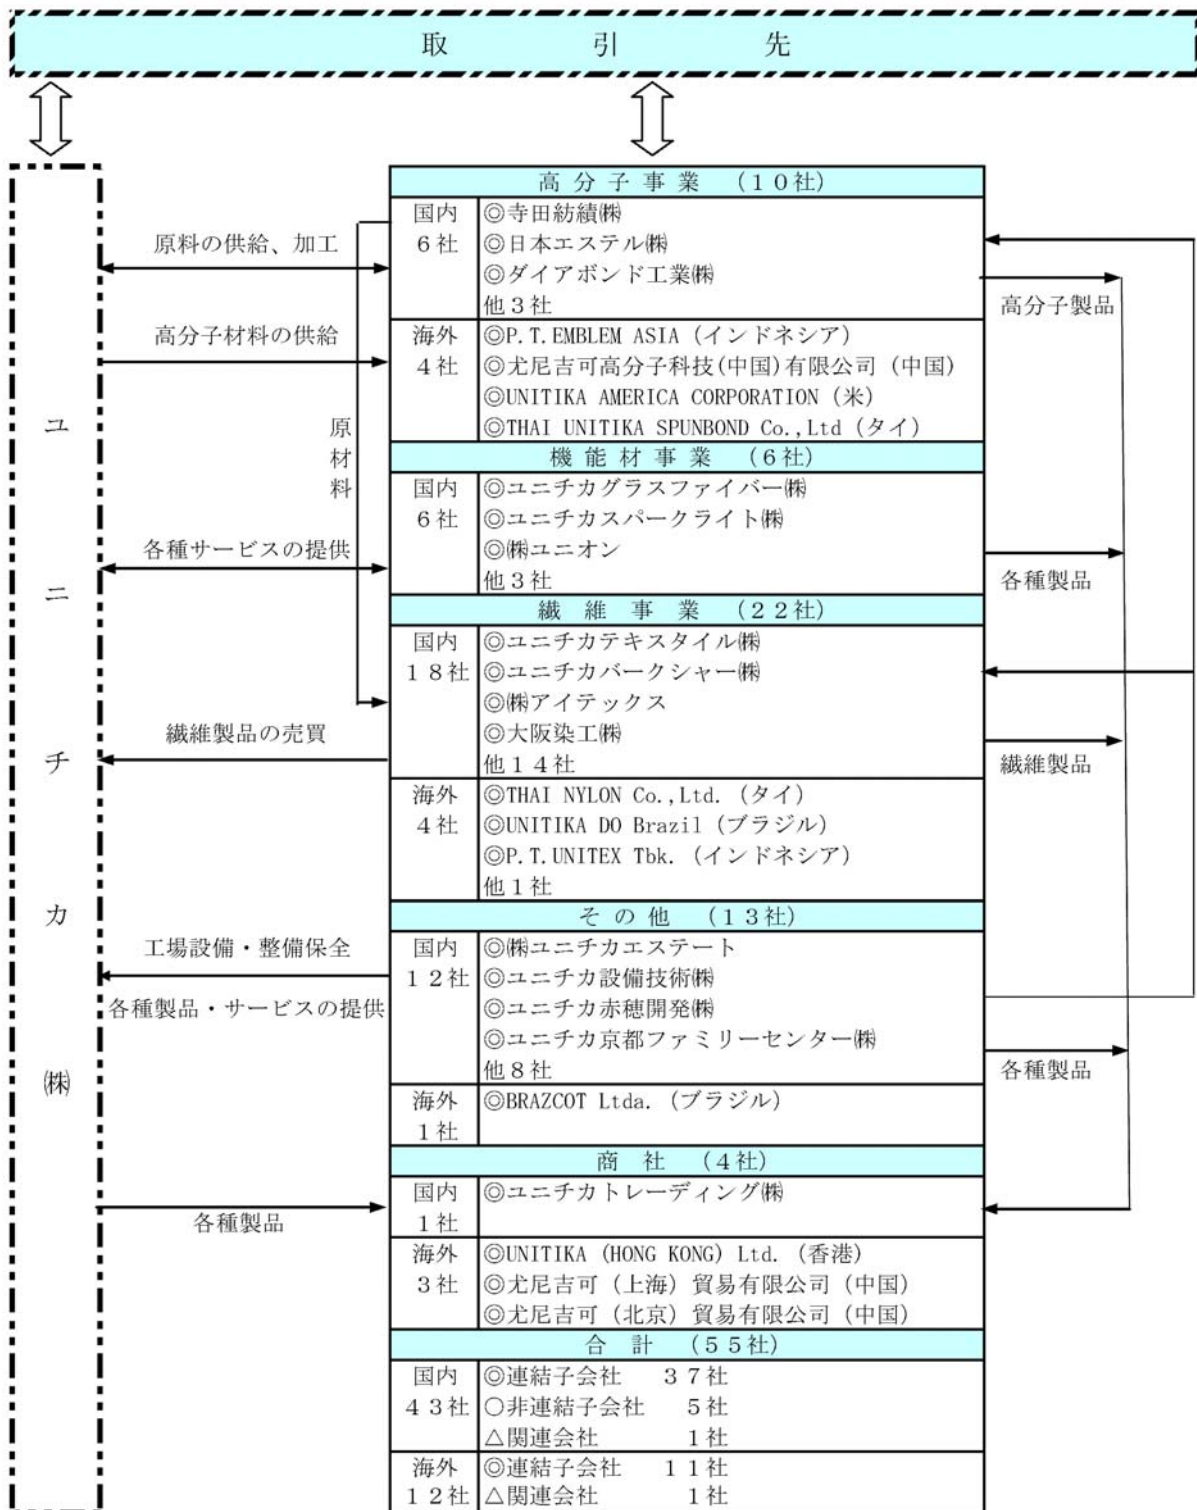 取引先
ユニチカ㈱
原料の供給、加工
高分子材料の供給
原材料
各種サービスの提供
繊維製品の売買
工場設備・整備保全
各種製品・サービスの提供
各種製品
高分子事業 (10社)
国内 ◎寺田紡績㈱
6社 ◎日本エステル㈱
◎ダイアボンド工業㈱
他3社
海外 ◎P.T.EMBLEM ASIA (インドネシア)
4社 ◎尤尼吉可高分子科技(中国)有限公司 (中国)
◎UNITIKA AMERICA CORPORATION (米)
◎THAI UNITIKA SPUNBOND Co.,Ltd (タイ)
機能材事業 (6社)
国内 ◎ユニチカグラスファイバー㈱
6社 ◎ユニチカスパークライト㈱
◎㈱ユニオン
他3社
繊維事業 (22社)
国内 ◎ユニチカテキスタイル㈱
18社 ◎ユニチカバークシャー㈱
◎㈱アイテックス
◎大阪染工㈱
他14社
海外 ◎THAI NYLON Co.,Ltd. (タイ)
4社 ◎UNITIKA DO Brazil (ブラジル)
◎P.T.UNITEX Tbk. (インドネシア)
他1社
その他 (13社)
国内 ◎㈱ユニチカエステート
12社 ◎ユニチカ設備技術㈱
◎ユニチカ赤穂開発㈱
◎ユニチカ京都ファミリーセンター㈱
他8社
海外 ◎BRAZCOT Ltda. (ブラジル)
1社
商社 (4社)
国内 ◎ユニチカトレーディング㈱
1社
海外 ◎UNITIKA (HONG KONG) Ltd. (香港)
3社 ◎尤尼吉可 (上海) 貿易有限公司 (中国)
◎尤尼吉可 (北京) 貿易有限公司 (中国)
合計 (55社)
国内 ◎連結子会社 37社
43社 ○非連結子会社 5社
△関連会社 1社
海外 ◎連結子会社 11社
12社 △関連会社 1社
高分子製品
各種製品
繊維製品
各種製品